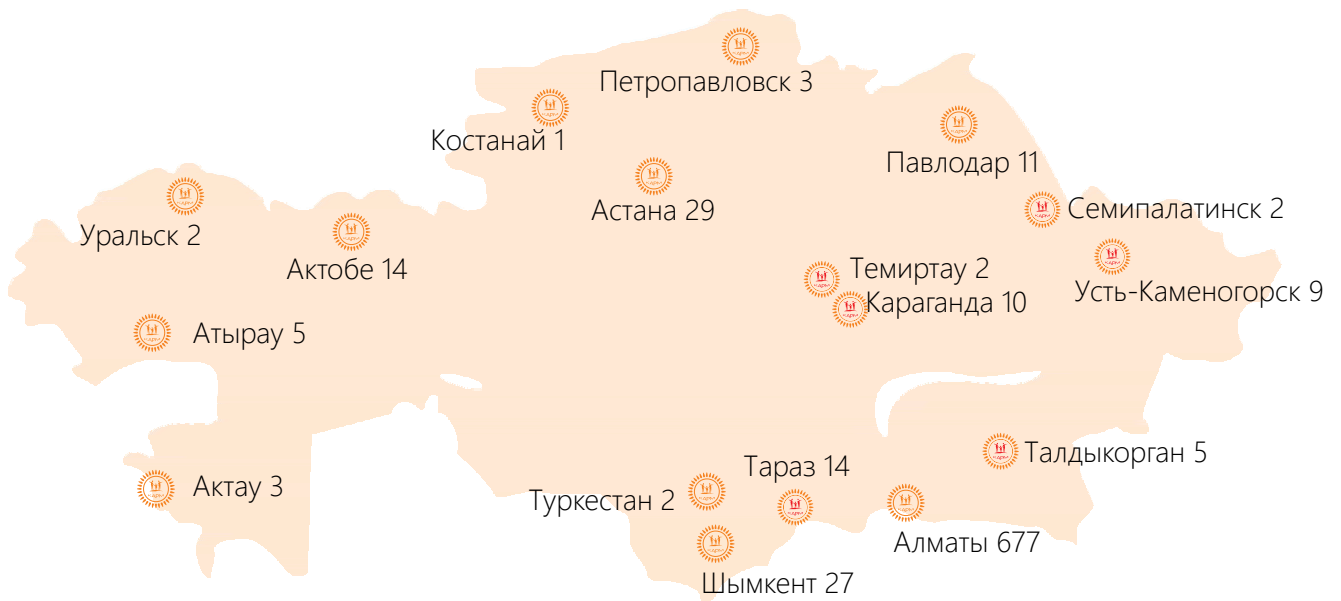 Петропавловск 3
Костанай 1
Павлодар 11
Астана 29
Семипалатинск 2
Уральск 2
Актобе 14
Темиртау 2
Усть-Каменогорск 9
Караганда 10
Атырау 5
Талдыкорган 5
Тараз 14
Актау 3
Туркестан 2
Алматы 677
Шымкент 27